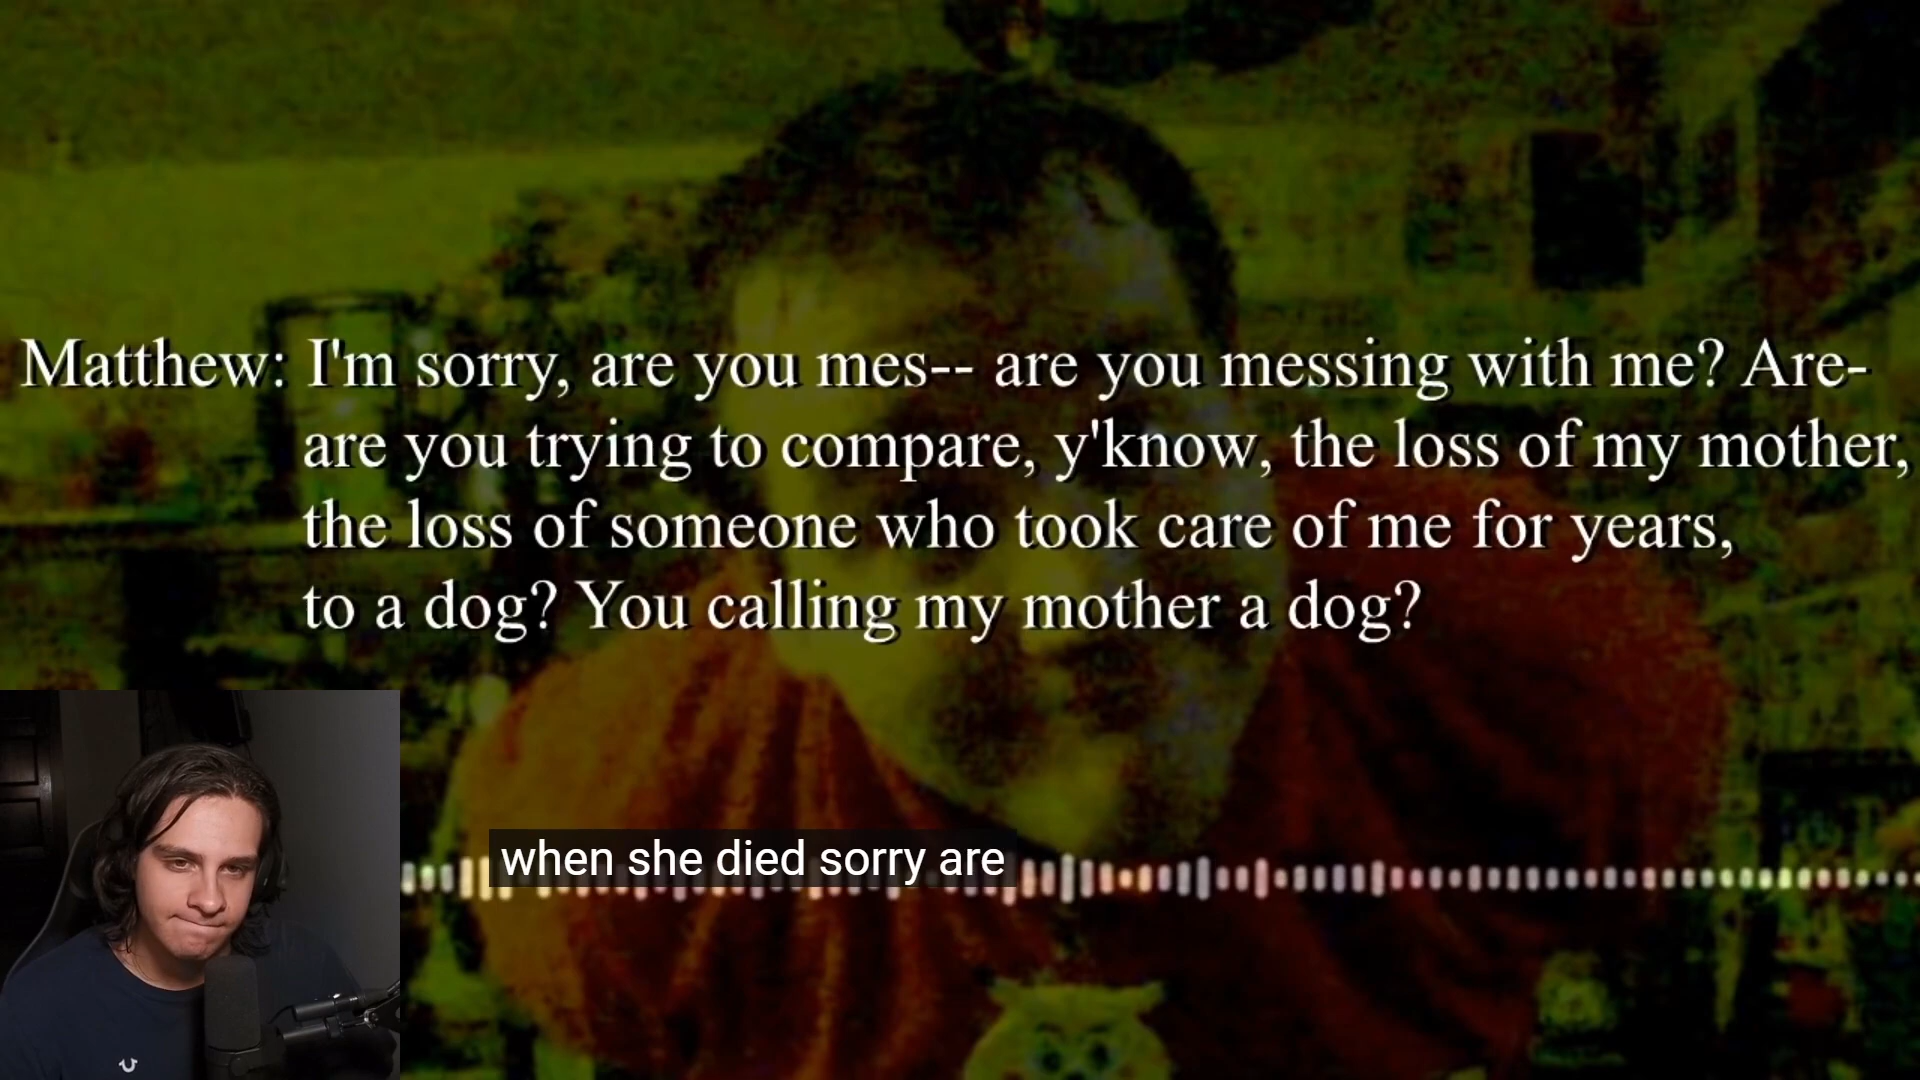 Matthew: I'm sorry, are you mes-- are you messing with me? Are-
are you trying to compare, y'know, the loss of my mother,
the loss of someone who took care of me for years,
to a dog? You calling my mother a dog?
when she died sorry are